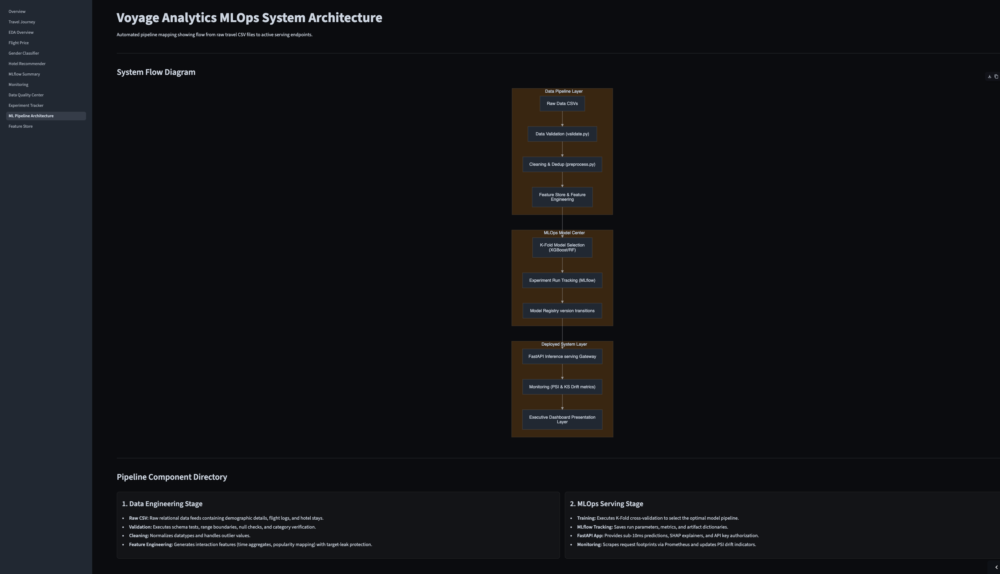 Overview
Travel Journey
EDA Overview
Flight Price
Gender Classifier
Hotel Recommender
MLflow Summary
Monitoring
Data Quality Center
Experiment Tracker
ML Pipeline Architecture
Feature Store
Voyage Analytics MLOps System Architecture
Automated pipeline mapping showing flow from raw travel CSV files to active serving endpoints.
System Flow Diagram
Data Pipeline Layer
Raw Data CSVs
Data Validation (validate.py)
Cleaning & Dedup (preprocess.py)
Feature Store & Feature
Engineering
MLOps Model Center
K-Fold Model Selection
(XGBoost/RF)
Experiment Run Tracking (MLflow)
Model Registry version transitions
Deployed System Layer
FastAPI Inference serving Gateway
Monitoring (PSI & KS Drift metrics)
Executive Dashboard Presentation
Layer
Pipeline Component Directory
1. Data Engineering Stage
• Raw CSV: Raw relational data feeds containing demographic details, flight logs, and hotel stays.
• Validation: Executes schema tests, range boundaries, null checks, and category verification.
• Cleaning: Normalizes datatypes and handles outlier values.
• Feature Engineering: Generates interaction features (time aggregates, popularity mapping) with target-leak protection.
2. MLOps Serving Stage
• Training: Executes K-Fold cross-validation to select the optimal model pipeline.
• MLflow Tracking: Saves run parameters, metrics, and artifact dictionaries.
• FastAPI App: Provides sub-10ms predictions, SHAP explainers, and API key authorization.
• Monitoring: Scrapes request footprints via Prometheus and updates PSI drift indicators.